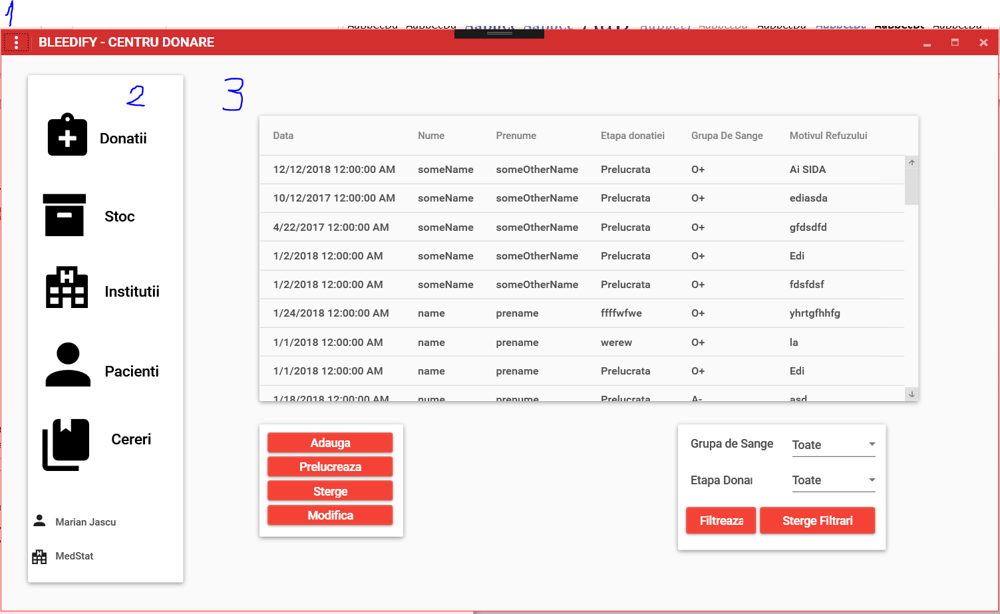 1
BLEEDIFY - CENTRU DONARE
2
3
Donatii
Stoc
Institutii
Pacienti
Cereri
Marian Jascu
MedStat
Data Nume Prenume Etapa donatiei Grupa De Sange Motivul Refuzului
12/12/2018 12:00:00 AM someName someOtherName Prelucrata O+ Ai SIDA
10/12/2017 12:00:00 AM someName someOtherName Prelucrata O+ ediasda
4/22/2017 12:00:00 AM someName someOtherName Prelucrata O+ gfdsdfd
1/2/2018 12:00:00 AM someName someOtherName Prelucrata O+ Edi
1/2/2018 12:00:00 AM someName someOtherName Prelucrata O+ fdsfdsf
1/24/2018 12:00:00 AM name prename ffffwfwe O+ yhrtgfhhfg
1/1/2018 12:00:00 AM name prename werew O+ la
1/1/2018 12:00:00 AM name prename Prelucrata O+ Edi
1/18/2018 12:00:00 AM nume prenume Prelucrata A- asd
Adauga
Prelucreaza
Sterge
Modifica
Grupa de Sange Toate
Etapa Donar Toate
Filtreaza Sterge Filtrari